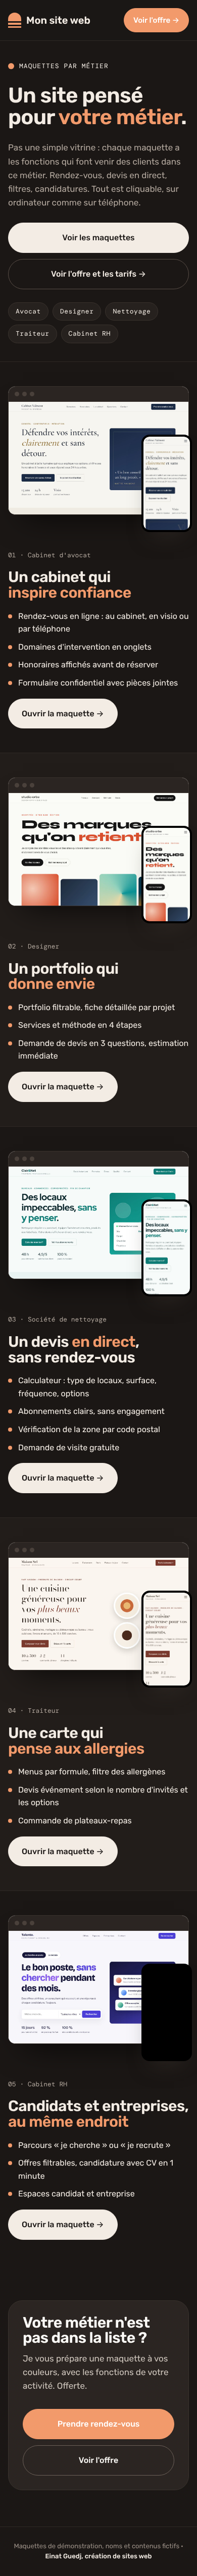 Mon site web
Voir l'offre →
MAQUETTES PAR MÉTIER
Un site pensé
pour votre métier.
Pas une simple vitrine : chaque maquette a
les fonctions qui font venir des clients dans
ce métier. Rendez-vous, devis en direct,
filtres, candidatures. Tout est cliquable, sur
ordinateur comme sur téléphone.
Voir les maquettes
Voir l'offre et les tarifs →
Avocat
Designer
Nettoyage
Traiteur
Cabinet RH
Défendre vos intérêts,
clairement et sans
détour.
01 · Cabinet d'avocat
Un cabinet qui
inspire confiance
Rendez-vous en ligne : au cabinet, en visio ou
par téléphone
Domaines d'intervention en onglets
Honoraires affichés avant de réserver
Formulaire confidentiel avec pièces jointes
Ouvrir la maquette →
Des marques
qu'on retient.
02 · Designer
Un portfolio qui
donne envie
Portfolio filtrable, fiche détaillée par projet
Services et méthode en 4 étapes
Demande de devis en 3 questions, estimation
immédiate
Ouvrir la maquette →
Des locaux
impeccables, sans
y penser.
Des locaux
impeccables, sans y
penser.
03 · Société de nettoyage
Un devis en direct,
sans rendez-vous
Calculateur : type de locaux, surface,
fréquence, options
Abonnements clairs, sans engagement
Vérification de la zone par code postal
Demande de visite gratuite
Ouvrir la maquette →
Une cuisine
généreuse pour
vos plus beaux
moments.
Une cuisine
généreuse pour vos
plus beaux
moments.
04 · Traiteur
Une carte qui
pense aux allergies
Menus par formule, filtre des allergènes
Devis événement selon le nombre d'invités et
les options
Commande de plateaux-repas
Ouvrir la maquette →
Le bon poste, sans
chercher pendant
des mois.
05 · Cabinet RH
Candidats et entreprises,
au même endroit
Parcours « je cherche » ou « je recrute »
Offres filtrables, candidature avec CV en 1
minute
Espaces candidat et entreprise
Ouvrir la maquette →
Votre métier n'est
pas dans la liste ?
Je vous prépare une maquette à vos
couleurs, avec les fonctions de votre
activité. Offerte.
Prendre rendez-vous
Voir l'offre
Maquettes de démonstration, noms et contenus fictifs ·
Einat Guedj, création de sites web